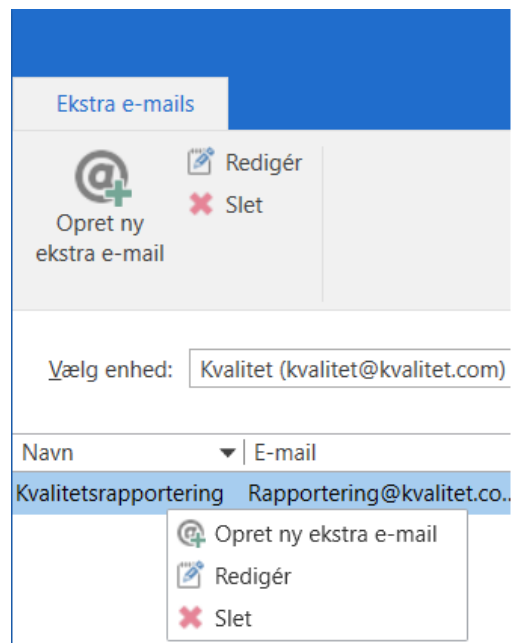 Ekstra e-mails
Redigér
Slet
Opret ny
ekstra e-mail
Vælg enhed: Kvalitet (kvalitet@kvalitet.com)
Navn E-mail
Kvalitetsrapportering Rapportering@kvalitet.co...
Opret ny ekstra e-mail
Redigér
Slet